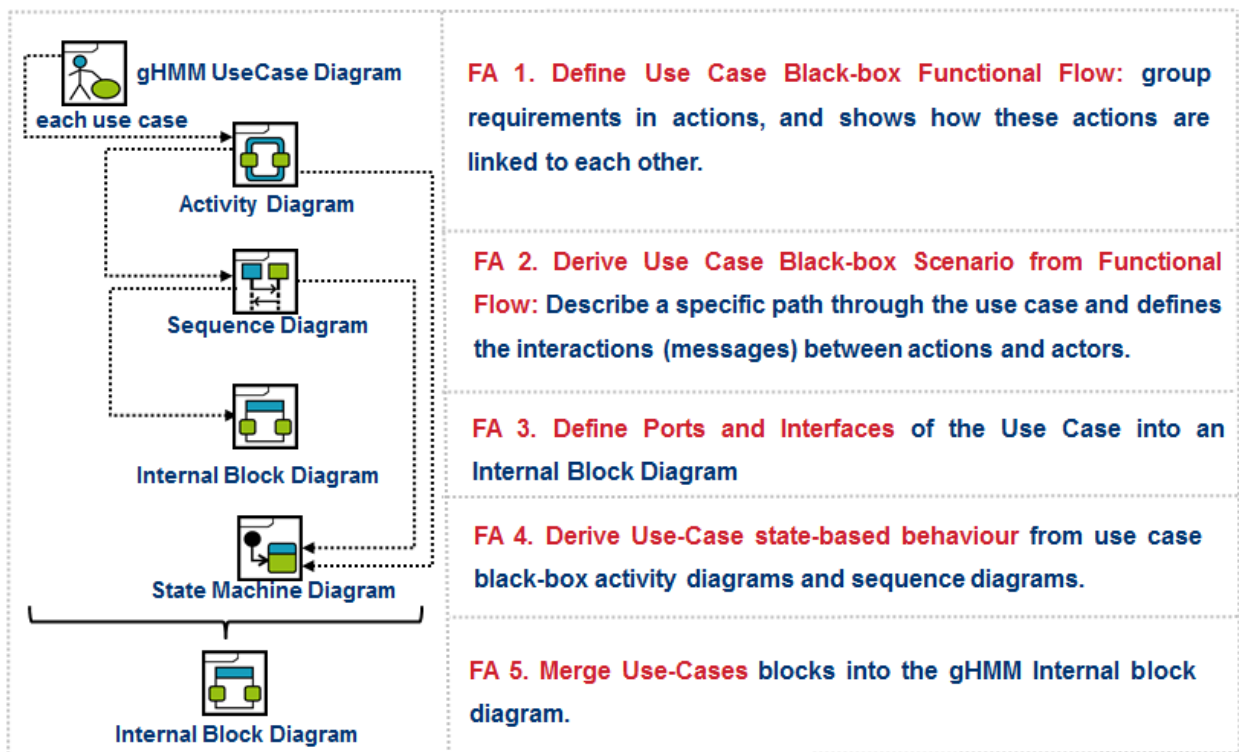 gHMM UseCase Diagram
each use case
Activity Diagram
Sequence Diagram
Internal Block Diagram
State Machine Diagram
Internal Block Diagram
FA 1. Define Use Case Black-box Functional Flow: group
requirements in actions, and shows how these actions are
linked to each other.
FA 2. Derive Use Case Black-box Scenario from Functional
Flow: Describe a specific path through the use case and defines
the interactions (messages) between actions and actors.
FA 3. Define Ports and Interfaces of the Use Case into an
Internal Block Diagram
FA 4. Derive Use-Case state-based behaviour from use case
black-box activity diagrams and sequence diagrams.
FA 5. Merge Use-Cases blocks into the gHMM Internal block
diagram.